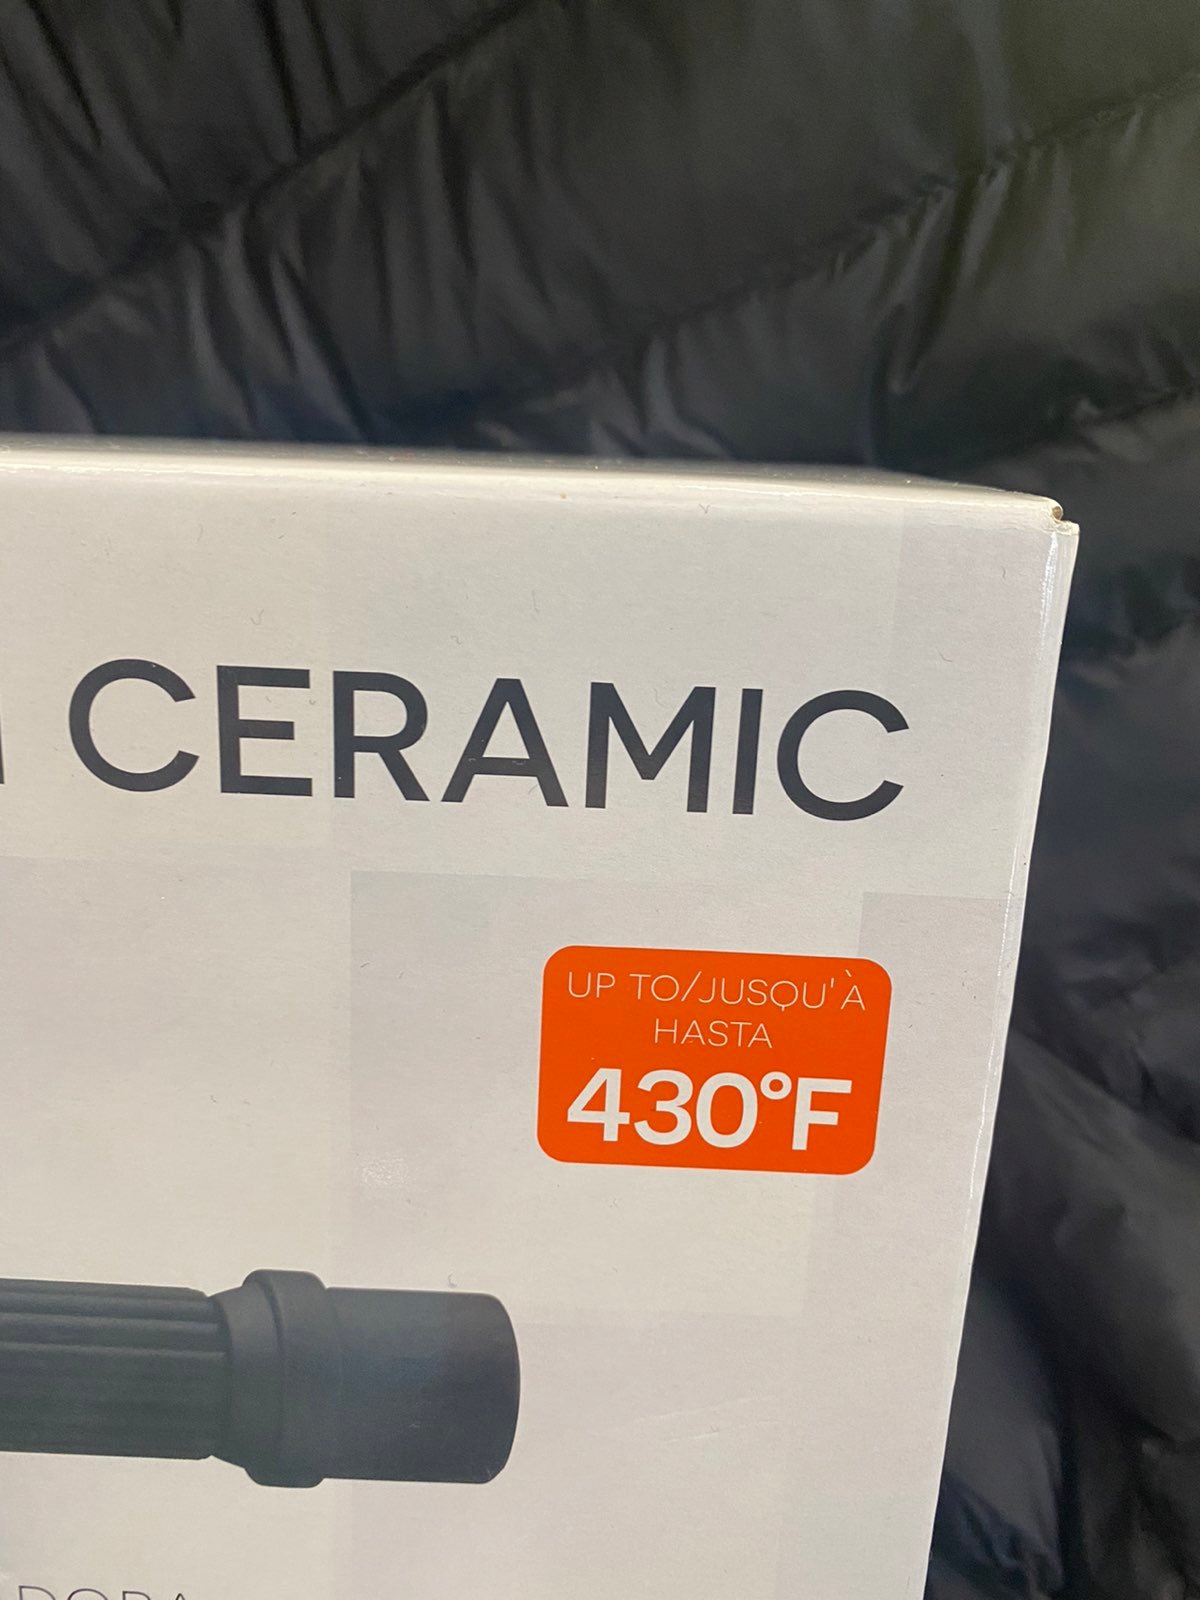 CERAMIC
UP TO/JUSQU'À
HASTA
430°F